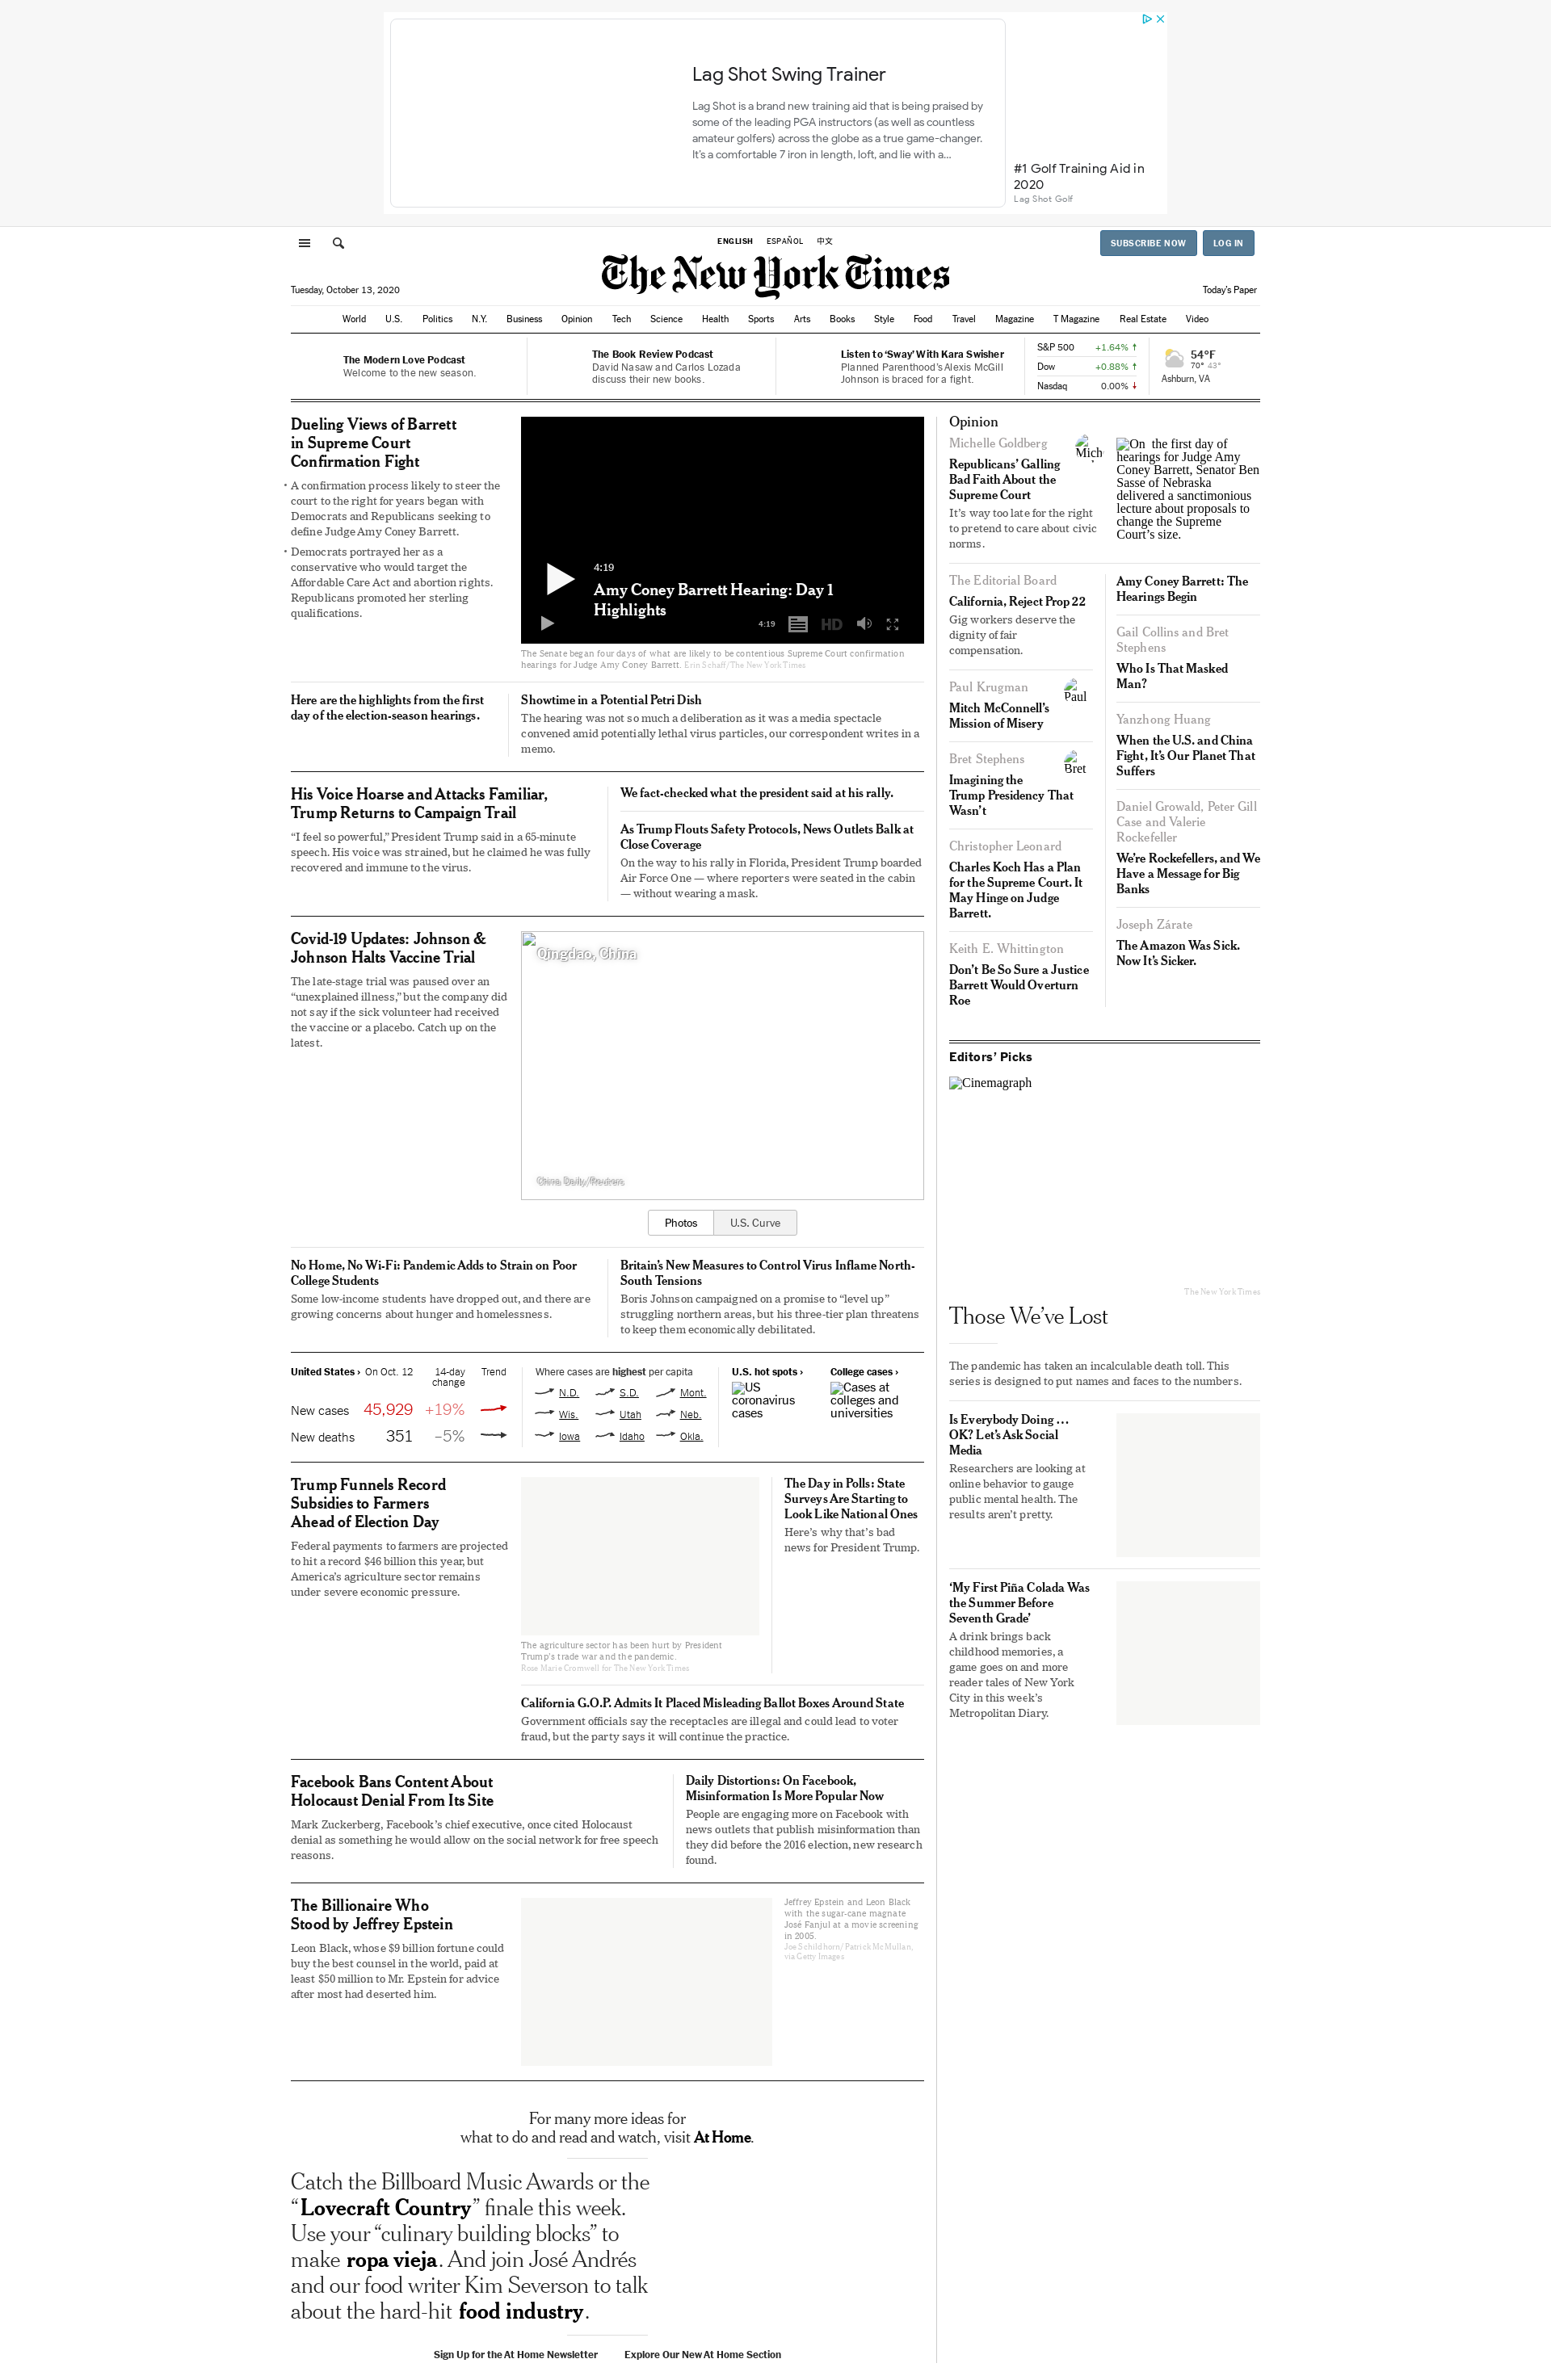 Lag Shot Swing Trainer
Lag Shot is a brand new training aid that is being praised by
some of the leading PGA instructors (as well as countless
amateur golfers) across the globe as a true game-changer.
It's a comfortable 7 iron in length, loft, and lie with a...
#1 Golf Training Aid in
2020
Lag Shot Golf
ENGLISH ESPAÑOL 中文
SUBSCRIBE NOW LOG IN
The New York Times
Tuesday, October 13, 2020
Today's Paper
World U.S. Politics N.Y. Business Opinion Tech Science Health Sports Arts Books Style Food Travel Magazine T Magazine Real Estate Video
The Modern Love Podcast
Welcome to the new season.
The Book Review Podcast
David Nasaw and Carlos Lozada
discuss their new books.
Listen to ‘Sway’ With Kara Swisher
Planned Parenthood's Alexis McGill
Johnson is braced for a fight.
S&P 500 +1.64% ↑
Dow +0.88% ↑
Nasdaq 0.00% ↓
54°F
70° 43°
Ashburn, VA
Dueling Views of Barrett
in Supreme Court
Confirmation Fight
• A confirmation process likely to steer the
court to the right for years began with
Democrats and Republicans seeking to
define Judge Amy Coney Barrett.
• Democrats portrayed her as a
conservative who would target the
Affordable Care Act and abortion rights.
Republicans promoted her sterling
qualifications.
4:19
Amy Coney Barrett Hearing: Day 1
Highlights
4:19 HD
The Senate began four days of what are likely to be contentious Supreme Court confirmation
hearings for Judge Amy Coney Barrett. Erin Schaff/The New York Times
Here are the highlights from the first
day of the election-season hearings.
Showtime in a Potential Petri Dish
The hearing was not so much a deliberation as it was a media spectacle
convened amid potentially lethal virus particles, our correspondent writes in a
memo.
His Voice Hoarse and Attacks Familiar,
Trump Returns to Campaign Trail
“I feel so powerful,” President Trump said in a 65-minute
speech. His voice was strained, but he claimed he was fully
recovered and immune to the virus.
We fact-checked what the president said at his rally.
As Trump Flouts Safety Protocols, News Outlets Balk at
Close Coverage
On the way to his rally in Florida, President Trump boarded
Air Force One — where reporters were seated in the cabin
— without wearing a mask.
Covid-19 Updates: Johnson &
Johnson Halts Vaccine Trial
The late-stage trial was paused over an
“unexplained illness,” but the company did
not say if the sick volunteer had received
the vaccine or a placebo. Catch up on the
latest.
Qingdao, China
China Daily/Reuters
Photos U.S. Curve
No Home, No Wi-Fi: Pandemic Adds to Strain on Poor
College Students
Some low-income students have dropped out, and there are
growing concerns about hunger and homelessness.
Britain's New Measures to Control Virus Inflame North-
South Tensions
Boris Johnson campaigned on a promise to “level up”
struggling northern areas, but his three-tier plan threatens
to keep them economically debilitated.
United States › On Oct. 12 14-day
change Trend
New cases 45,929 +19%
New deaths 351 –5%
Where cases are highest per capita
N.D. S.D. Mont.
Wis. Utah Neb.
Iowa Idaho Okla.
U.S. hot spots ›
US
coronavirus
cases
College cases ›
Cases at
colleges and
universities
Trump Funnels Record
Subsidies to Farmers
Ahead of Election Day
Federal payments to farmers are projected
to hit a record $46 billion this year, but
America's agriculture sector remains
under severe economic pressure.
The agriculture sector has been hurt by President
Trump's trade war and the pandemic.
Rose Marie Cromwell for The New York Times
The Day in Polls: State
Surveys Are Starting to
Look Like National Ones
Here's why that's bad
news for President Trump.
California G.O.P. Admits It Placed Misleading Ballot Boxes Around State
Government officials say the receptacles are illegal and could lead to voter
fraud, but the party says it will continue the practice.
Facebook Bans Content About
Holocaust Denial From Its Site
Mark Zuckerberg, Facebook's chief executive, once cited Holocaust
denial as something he would allow on the social network for free speech
reasons.
Daily Distortions: On Facebook,
Misinformation Is More Popular Now
People are engaging more on Facebook with
news outlets that publish misinformation than
they did before the 2016 election, new research
found.
The Billionaire Who
Stood by Jeffrey Epstein
Leon Black, whose $9 billion fortune could
buy the best counsel in the world, paid at
least $50 million to Mr. Epstein for advice
after most had deserted him.
Jeffrey Epstein and Leon Black
with the sugar-cane magnate
José Fanjul at a movie screening
in 2005.
Joe Schildhorn/Patrick McMullan,
via Getty Images
For many more ideas for
what to do and read and watch, visit At Home.
Catch the Billboard Music Awards or the
“Lovecraft Country” finale this week.
Use your “culinary building blocks” to
make ropa vieja. And join José Andrés
and our food writer Kim Severson to talk
about the hard-hit food industry.
Sign Up for the At Home Newsletter Explore Our New At Home Section
Opinion
Michelle Goldberg
Republicans' Galling
Bad Faith About the
Supreme Court
It's way too late for the right
to pretend to care about civic
norms.
Mich
On the first day of
hearings for Judge Amy
Coney Barrett, Senator Ben
Sasse of Nebraska
delivered a sanctimonious
lecture about proposals to
change the Supreme
Court's size.
The Editorial Board
California, Reject Prop 22
Gig workers deserve the
dignity of fair
compensation.
Paul Krugman
Mitch McConnell's
Mission of Misery
Paul
Bret Stephens
Imagining the
Trump Presidency That
Wasn't
Bret
Christopher Leonard
Charles Koch Has a Plan
for the Supreme Court. It
May Hinge on Judge
Barrett.
Keith E. Whittington
Don't Be So Sure a Justice
Barrett Would Overturn
Roe
Amy Coney Barrett: The
Hearings Begin
Gail Collins and Bret
Stephens
Who Is That Masked
Man?
Yanzhong Huang
When the U.S. and China
Fight, It's Our Planet That
Suffers
Daniel Growald, Peter Gill
Case and Valerie
Rockefeller
We're Rockefellers, and We
Have a Message for Big
Banks
Joseph Zárate
The Amazon Was Sick.
Now It's Sicker.
Editors' Picks
Cinemagraph
The New York Times
Those We've Lost
The pandemic has taken an incalculable death toll. This
series is designed to put names and faces to the numbers.
Is Everybody Doing …
OK? Let's Ask Social
Media
Researchers are looking at
online behavior to gauge
public mental health. The
results aren't pretty.
‘My First Piña Colada Was
the Summer Before
Seventh Grade’
A drink brings back
childhood memories, a
game goes on and more
reader tales of New York
City in this week's
Metropolitan Diary.